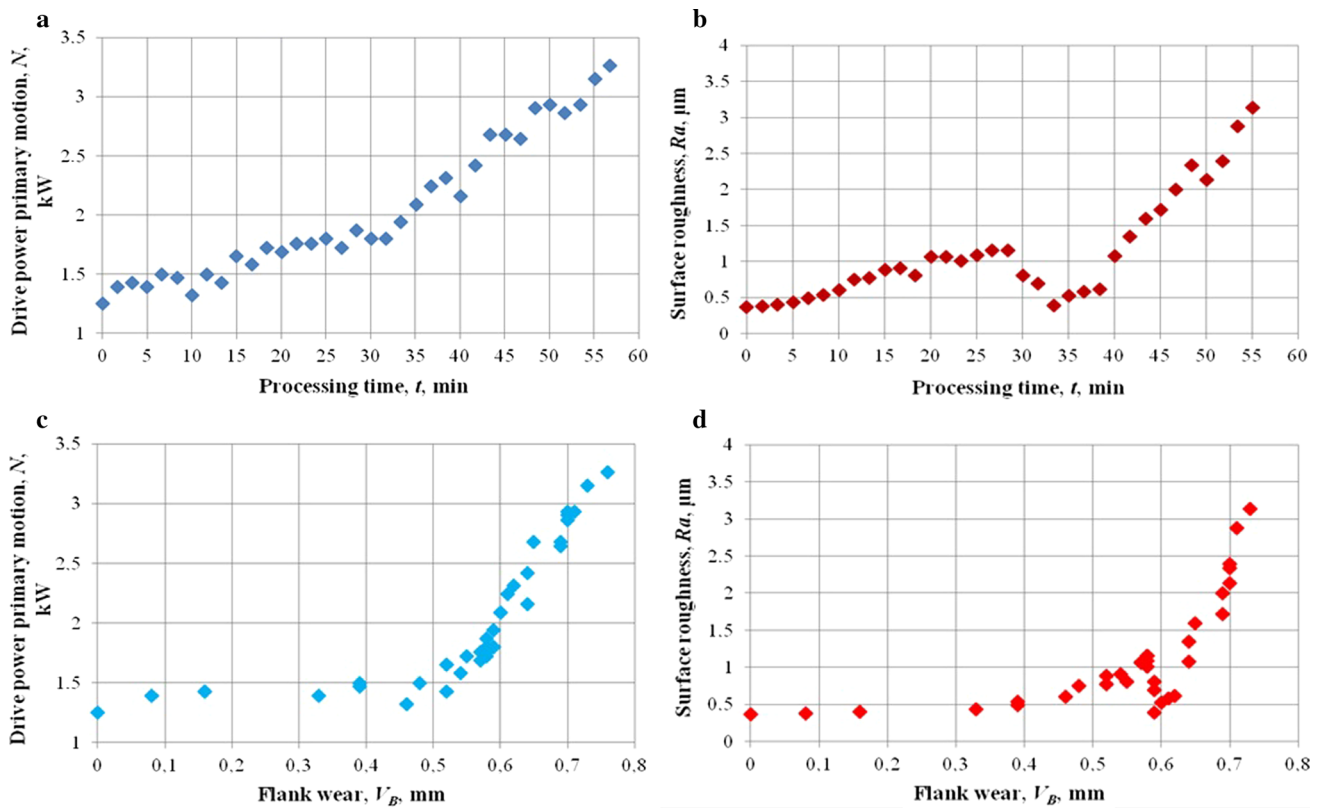 a
Drive power primary motion, N,
kW
3.5
3
2.5
2
1.5
1
0 5 10 15 20 25 30 35 40 45 50 55 60
Processing time, t, min
b
Surface roughness, Ra, µm
4
3.5
3
2.5
2
1.5
1
0.5
0
0 5 10 15 20 25 30 35 40 45 50 55 60
Processing time, t, min
c
Drive power primary motion, N,
kW
3.5
3
2.5
2
1.5
1
0 0.1 0.2 0.3 0.4 0.5 0.6 0.7 0.8
Flank wear, VB, mm
d
Surface roughness, Ra, µm
4
3.5
3
2.5
2
1.5
1
0.5
0
0 0.1 0.2 0.3 0.4 0.5 0.6 0.7 0.8
Flank wear, VB, mm